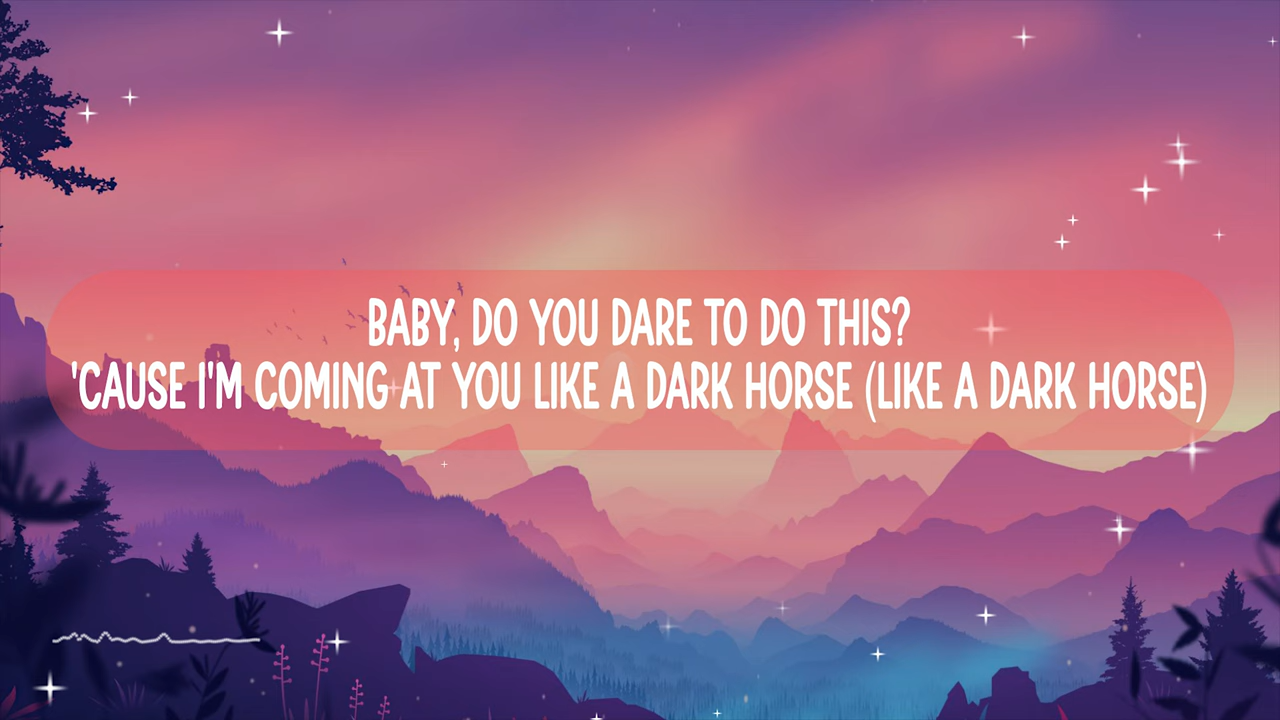 BABY, DO YOU DARE TO DO THIS?
'CAUSE I'M COMING AT YOU LIKE A DARK HORSE (LIKE A DARK HORSE)